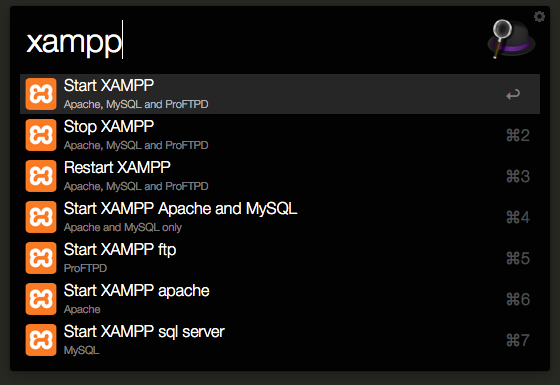 xampp
Start XAMPP
Apache, MySQL and ProFTPD
↩
Stop XAMPP
Apache, MySQL and ProFTPD
⌘2
Restart XAMPP
Apache, MySQL and ProFTPD
⌘3
Start XAMPP Apache and MySQL
Apache and MySQL only
⌘4
Start XAMPP ftp
ProFTPD
⌘5
Start XAMPP apache
Apache
⌘6
Start XAMPP sql server
MySQL
⌘7